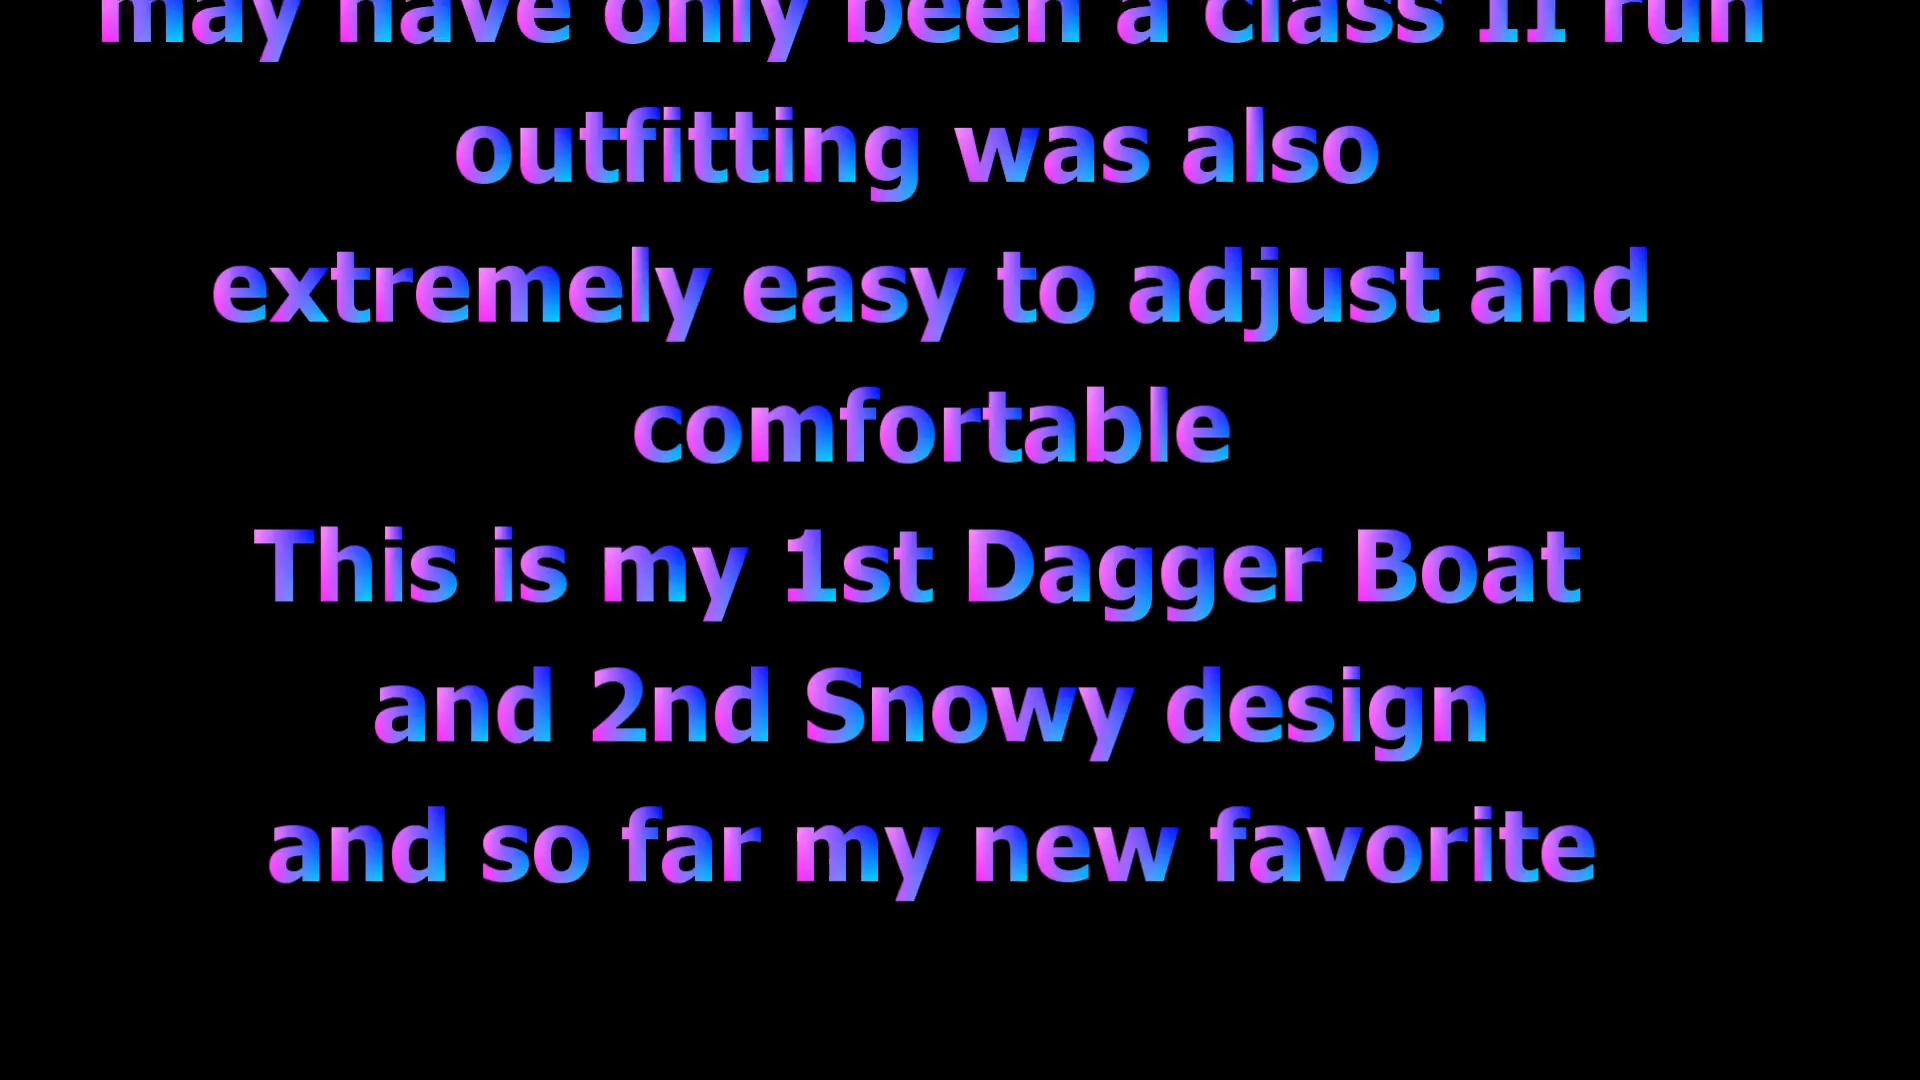 may have only been a class II run
outfitting was also
extremely easy to adjust and
comfortable
This is my 1st Dagger Boat
and 2nd Snowy design
and so far my new favorite